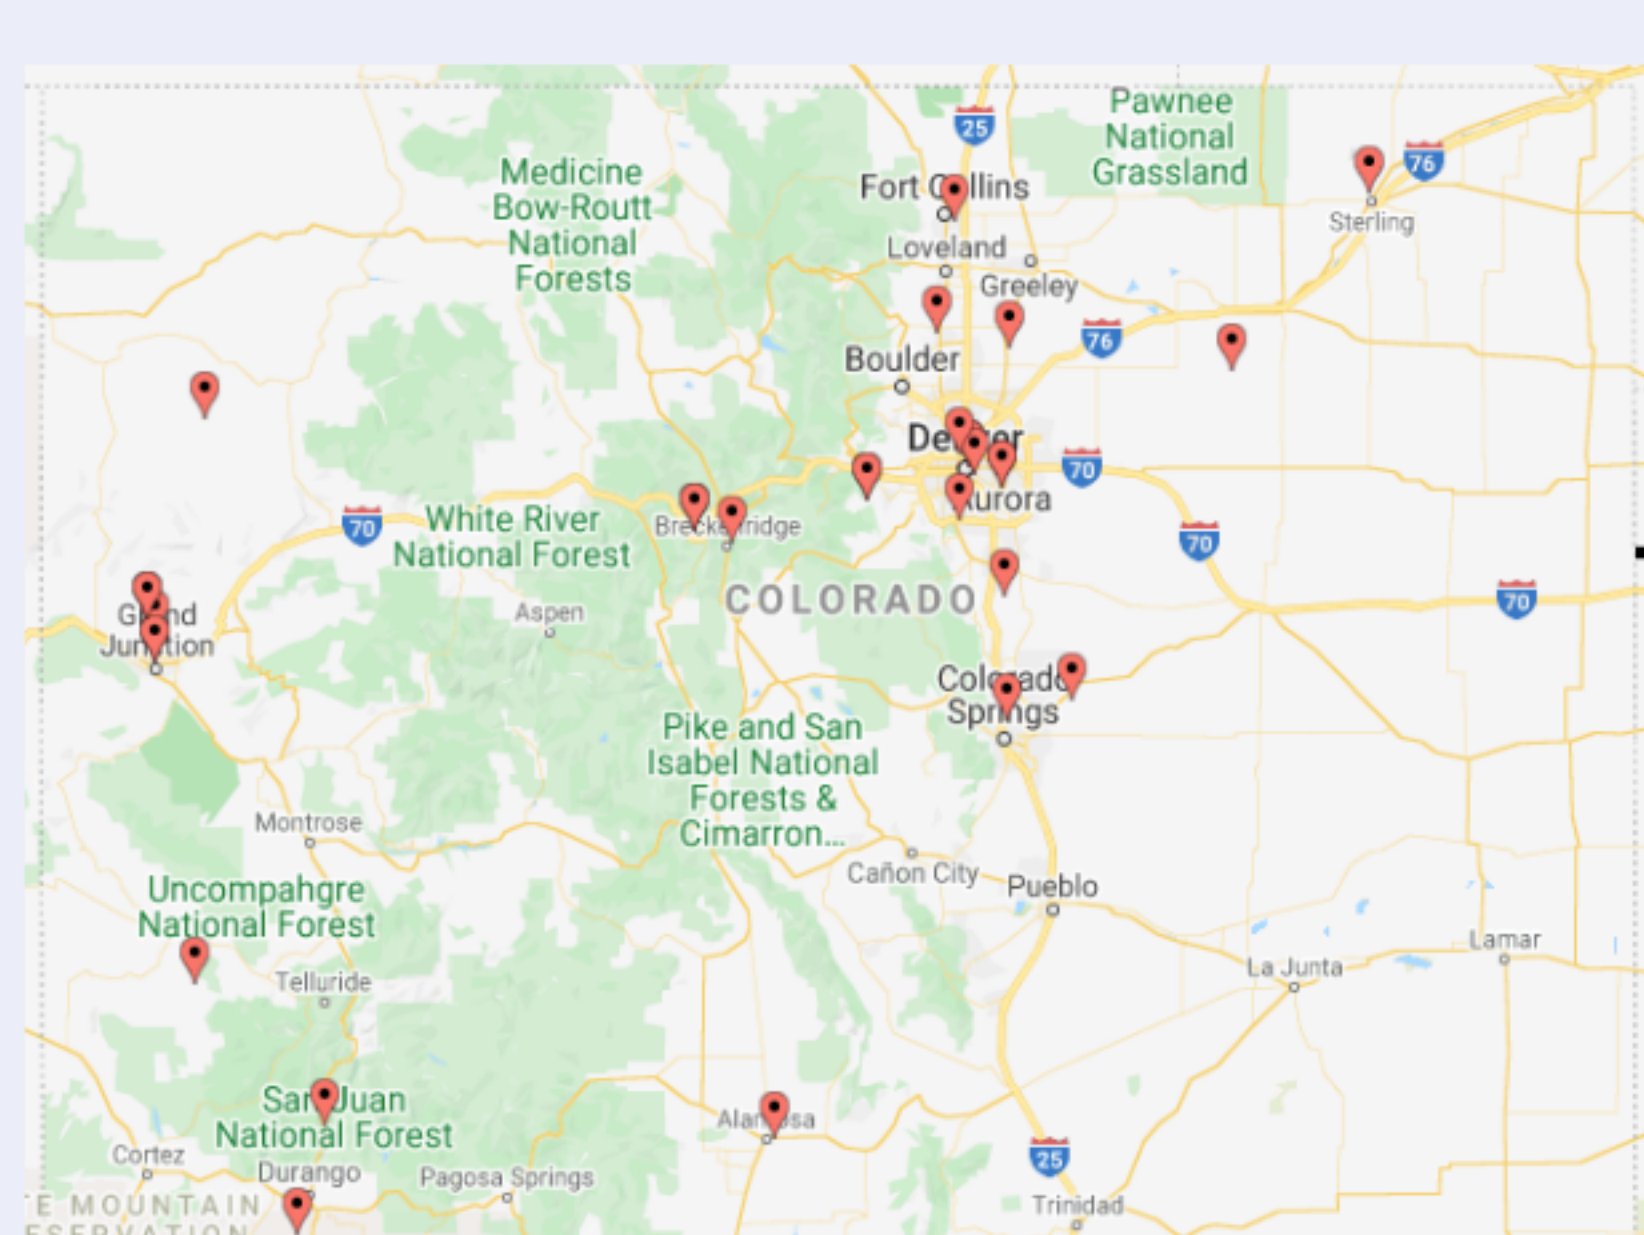 Pawnee
National
Grassland
25
76
Medicine
Bow-Routt
National
Forests
Fort Collins
Sterling
Loveland
Greeley
76
Boulder
Denver
70
Aurora
70
White River
National Forest
Breckenridge
70
COLORADO
70
Grand
Junction
Aspen
Colorado
Springs
Pike and San
Isabel National
Forests &
Cimarron...
Montrose
Cañon City
Pueblo
Uncompahgre
National Forest
Lamar
La Junta
Telluride
San Juan
National Forest
Alamosa
25
Cortez
Durango
Pagosa Springs
TE MOUNTAIN
ESERVATION
Trinidad